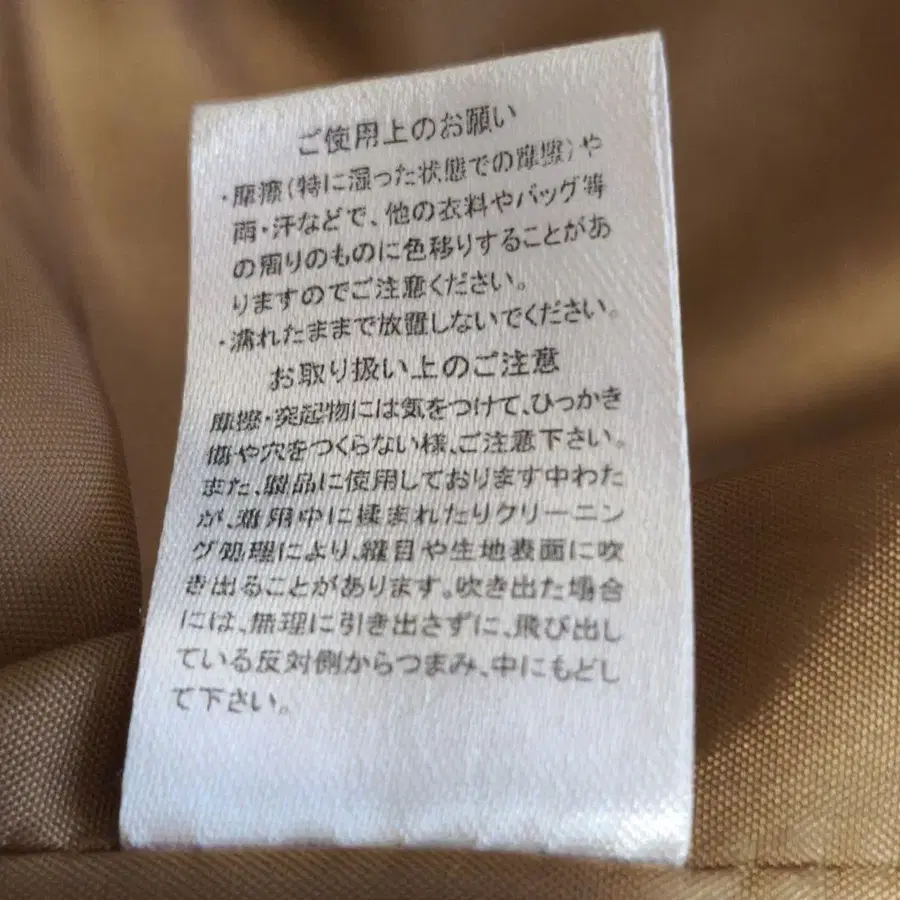 ご使用上のお願い
・摩擦(特に湿った状態での摩擦)や
雨・汗などで、他の衣料やバッグ等
の周りのものに色移りすることがあ
りますのでご注意ください。
・濡れたままで放置しないでください。
お取り扱い上のご注意
摩擦・突起物には気をつけて、ひっかき
傷や穴をつくらない様、ご注意下さい。
また、製品に使用しております中わた
が、着用中に揉まれたりクリーニン
グ処理により、縫目や生地表面に吹
き出ることがあります。吹き出た場合
には、無理に引き出さずに、飛び出し
ている反対側からつまみ、中にもどし
て下さい。